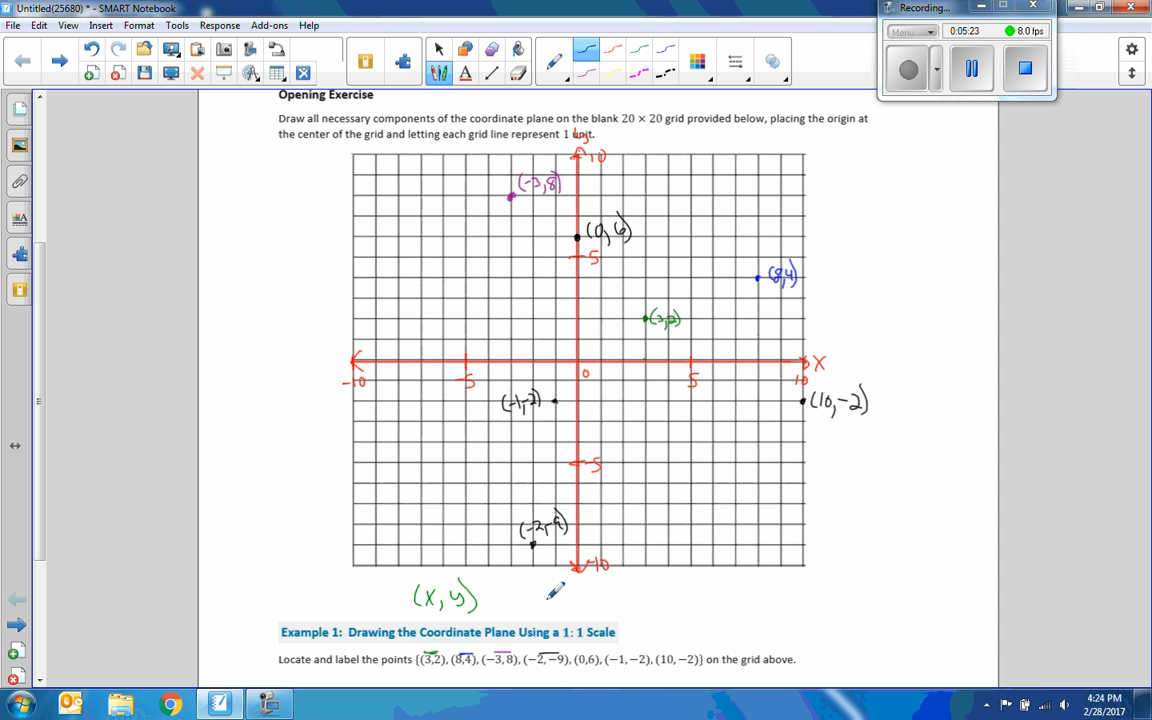 Untitled(25680) * - SMART Notebook
Recording...
File Edit View Insert Format Tools Response Add-ons Help
Menu
0:05:23
8.0 fps
Opening Exercise
Draw all necessary components of the coordinate plane on the blank 20 × 20 grid provided below, placing the origin at
the center of the grid and letting each grid line represent 1 unit.
y
10
(-3,8)
(0,6)
5
(8,4)
(3,2)
X
-10
-5
0
5
10
(-1,-2)
(10,-2)
-5
(-2,-9)
-10
(x,y)
Example 1: Drawing the Coordinate Plane Using a 1:1 Scale
Locate and label the points {(3,2), (8,4), (−3, 8), (−2, −9), (0,6), (−1, −2), (10, −2)} on the grid above.
4:24 PM
2/28/2017